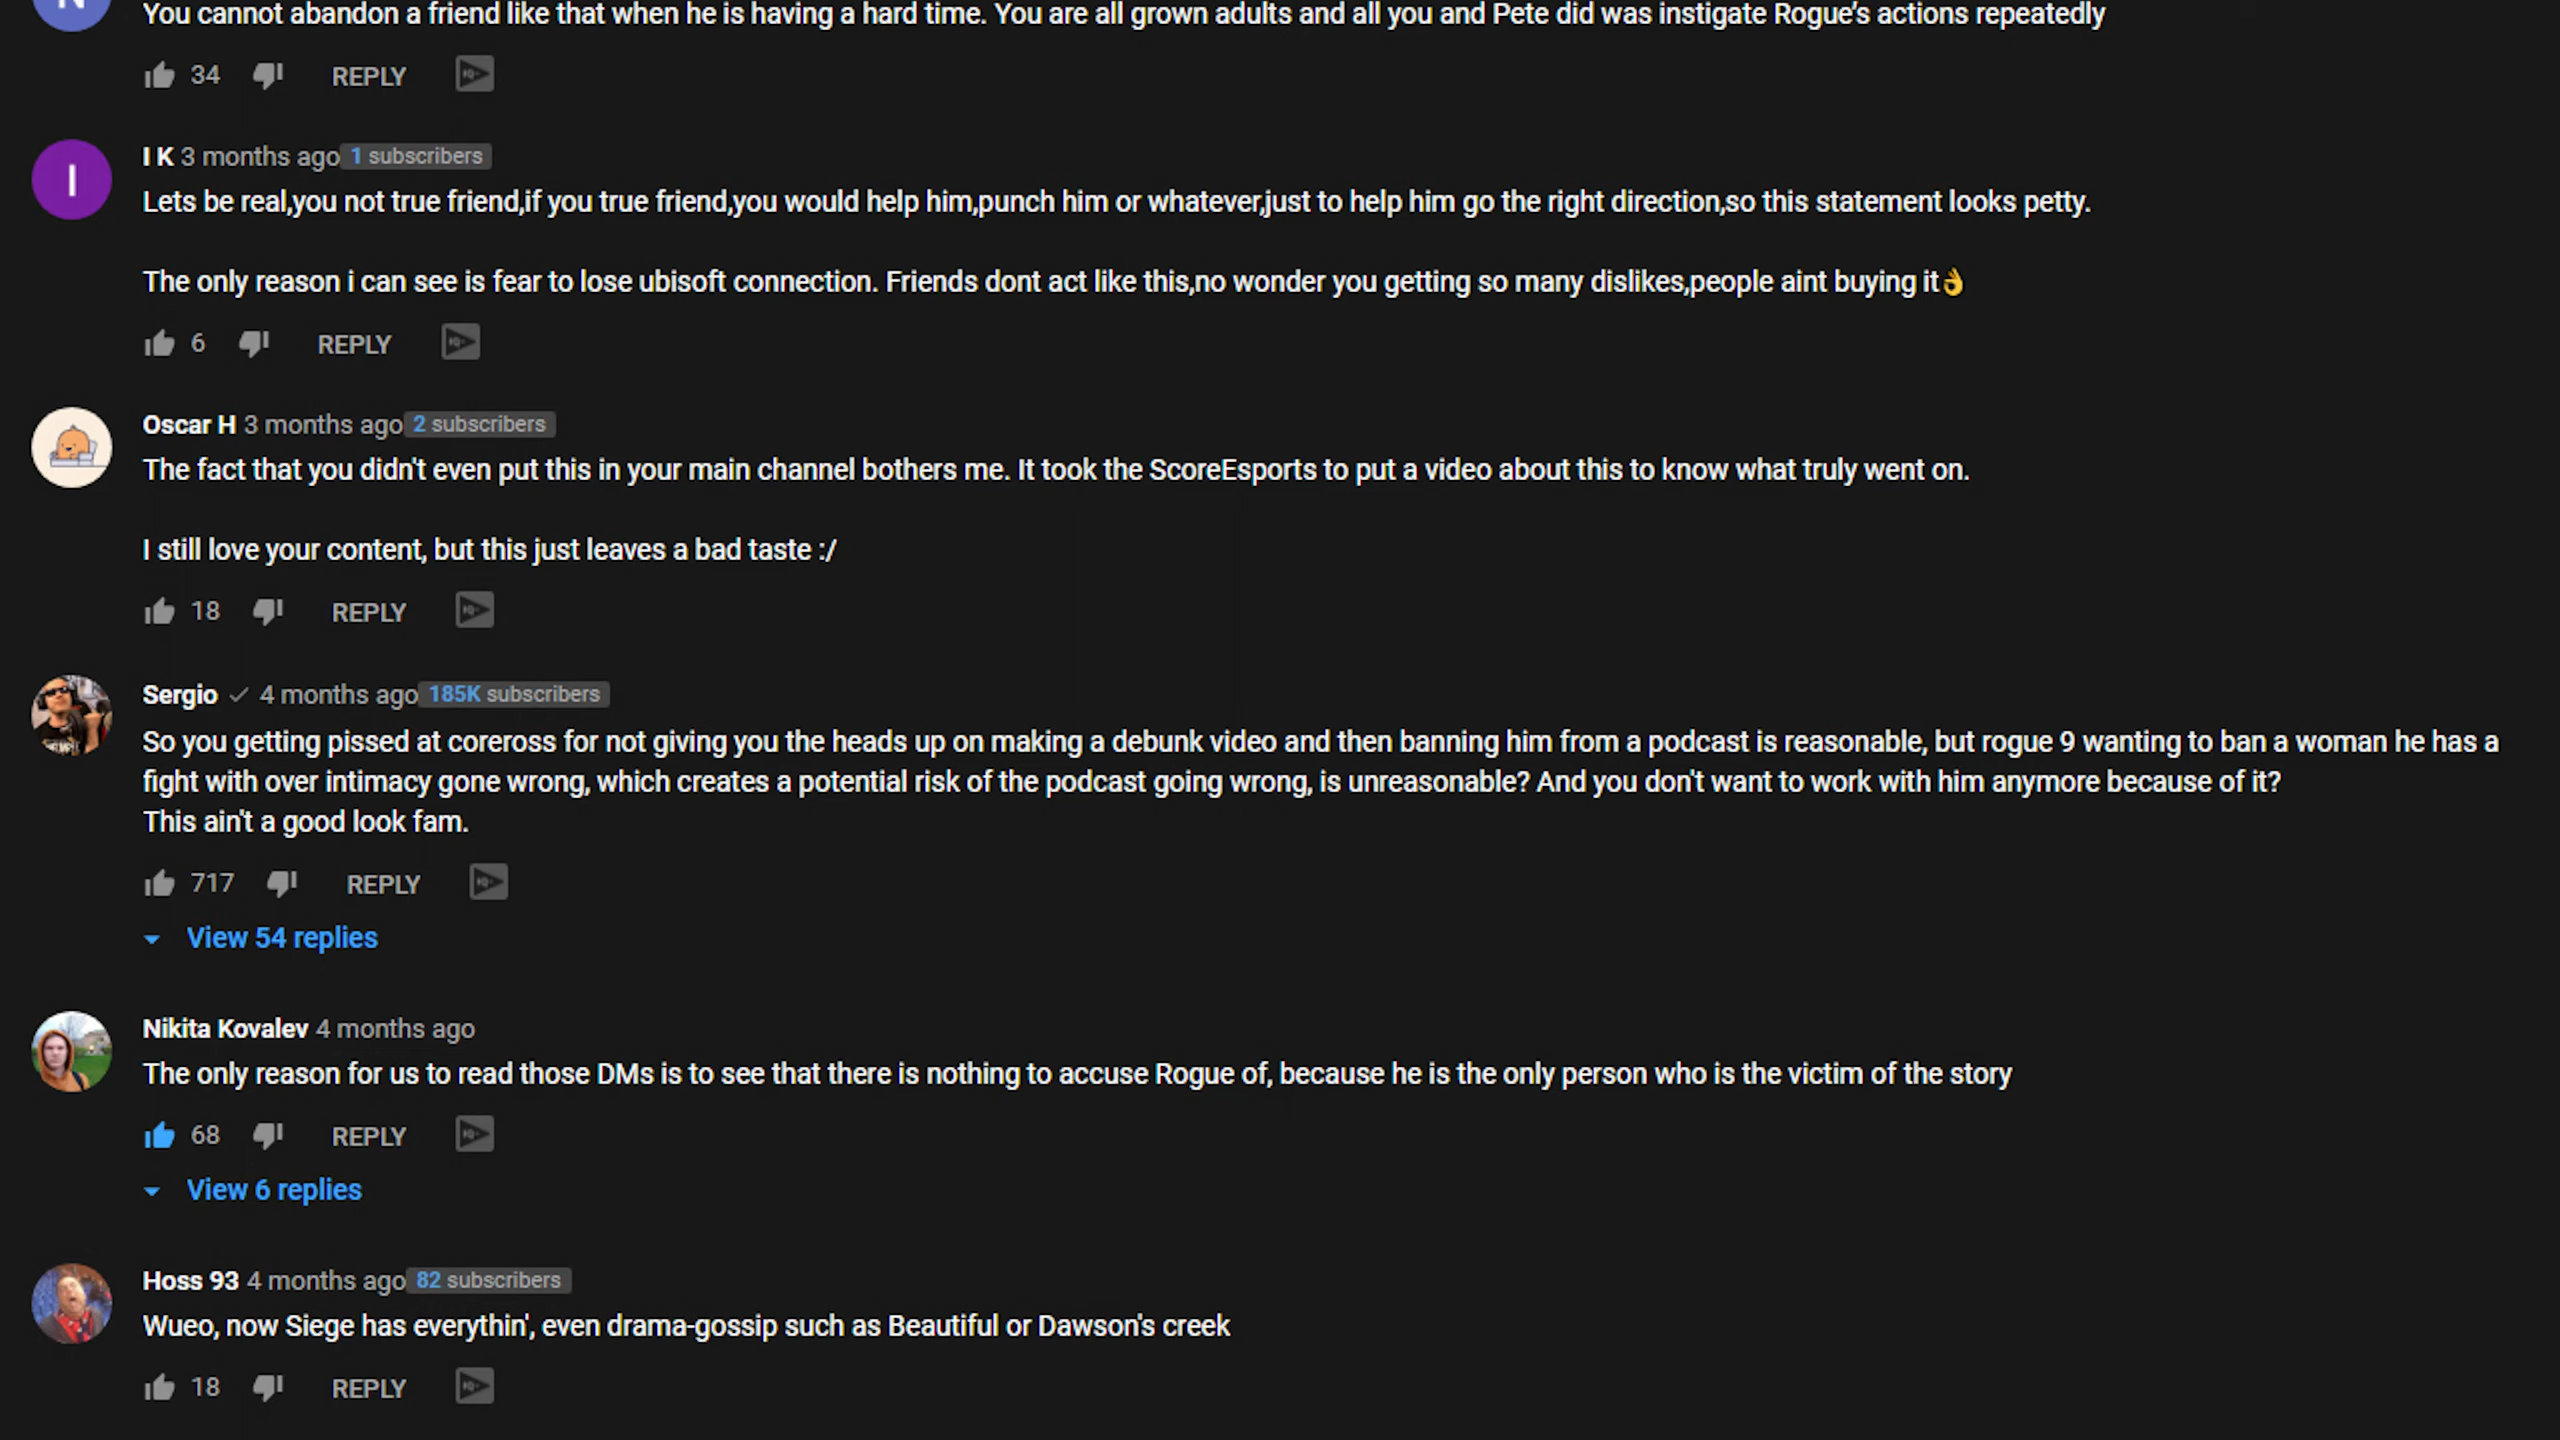 You cannot abandon a friend like that when he is having a hard time. You are all grown adults and all you and Pete did was instigate Rogue's actions repeatedly
34 REPLY
I K 3 months ago 1 subscribers
Lets be real,you not true friend,if you true friend,you would help him,punch him or whatever,just to help him go the right direction,so this statement looks petty.
The only reason i can see is fear to lose ubisoft connection. Friends dont act like this,no wonder you getting so many dislikes,people aint buying it👌
6 REPLY
Oscar H 3 months ago 2 subscribers
The fact that you didn't even put this in your main channel bothers me. It took the ScoreEsports to put a video about this to know what truly went on.
I still love your content, but this just leaves a bad taste :/
18 REPLY
Sergio 4 months ago 185K subscribers
So you getting pissed at coreross for not giving you the heads up on making a debunk video and then banning him from a podcast is reasonable, but rogue 9 wanting to ban a woman he has a
fight with over intimacy gone wrong, which creates a potential risk of the podcast going wrong, is unreasonable? And you don't want to work with him anymore because of it?
This ain't a good look fam.
717 REPLY
View 54 replies
Nikita Kovalev 4 months ago
The only reason for us to read those DMs is to see that there is nothing to accuse Rogue of, because he is the only person who is the victim of the story
68 REPLY
View 6 replies
Hoss 93 4 months ago 82 subscribers
Wueo, now Siege has everythin', even drama-gossip such as Beautiful or Dawson's creek
18 REPLY